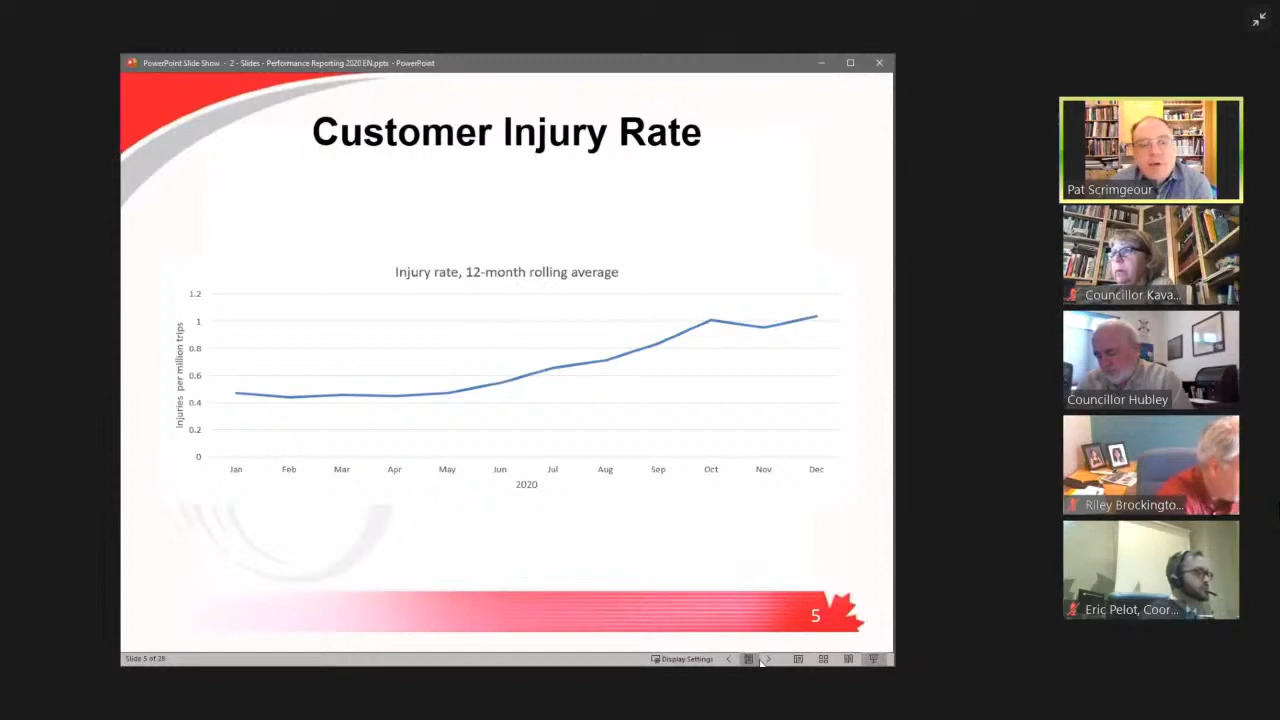 PowerPoint Slide Show - 2 - Slides - Performance Reporting 2020 EN.pptx - PowerPoint
Customer Injury Rate
Injury rate, 12-month rolling average
Injuries per million trips
1.2
1
0.8
0.6
0.4
0.2
0
Jan Feb Mar Apr May Jun Jul Aug Sep Oct Nov Dec
2020
5
Slide 5 of 28
Display Settings
Pat Scrimgeour
Councillor Kava...
Councillor Hubley
Riley Brockingto...
Eric Pelot, Coor...